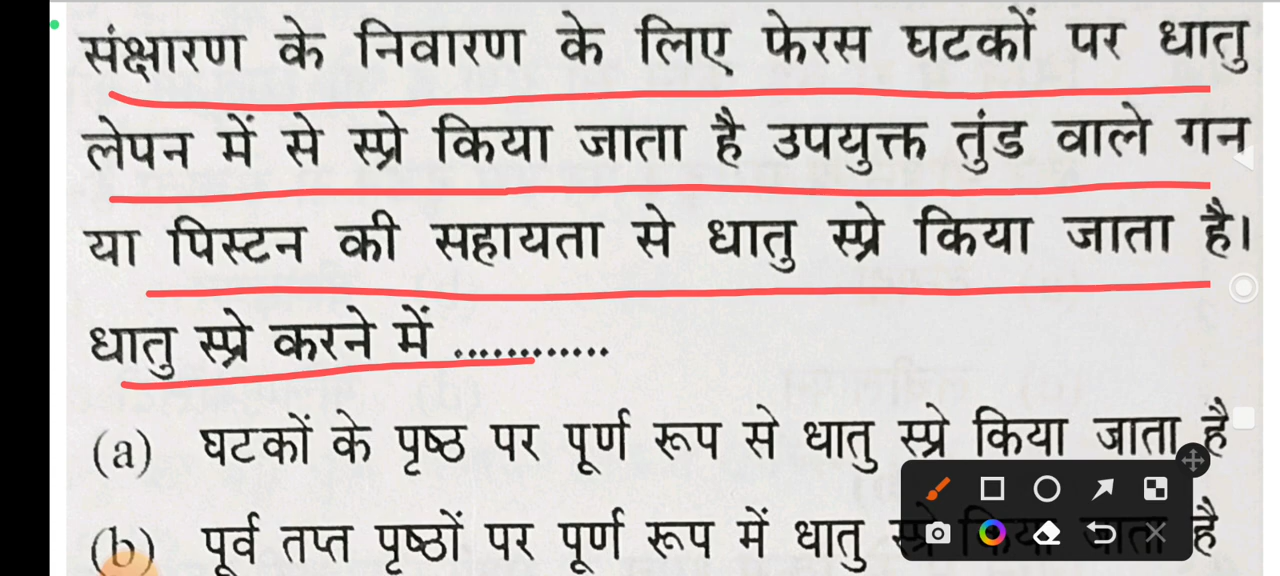 संक्षारण के निवारण के लिए फेरस घटकों पर धातु
लेपन में से स्प्रे किया जाता है उपयुक्त तुंड वाले गन
या पिस्टन की सहायता से धातु स्प्रे किया जाता है।
धातु स्प्रे करने में ............
(a) घटकों के पृष्ठ पर पूर्ण रूप से धातु स्प्रे किया जाता है
(b) पूर्व तप्त पृष्ठों पर पूर्ण रूप में धातु स्प्रे किया जाता है